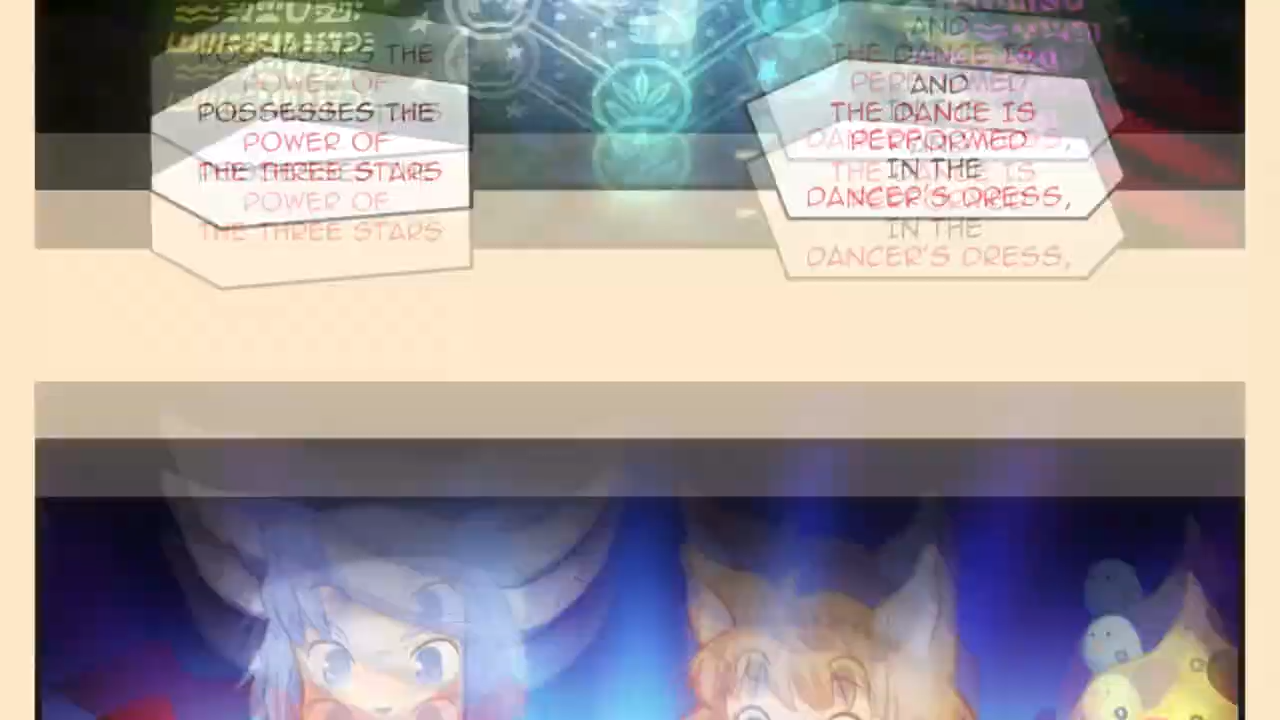 POSSESSES THE
POWER OF
THE THREE STARS
AND
THE DANCE IS
PERFORMED
IN THE
DANCER'S DRESS,